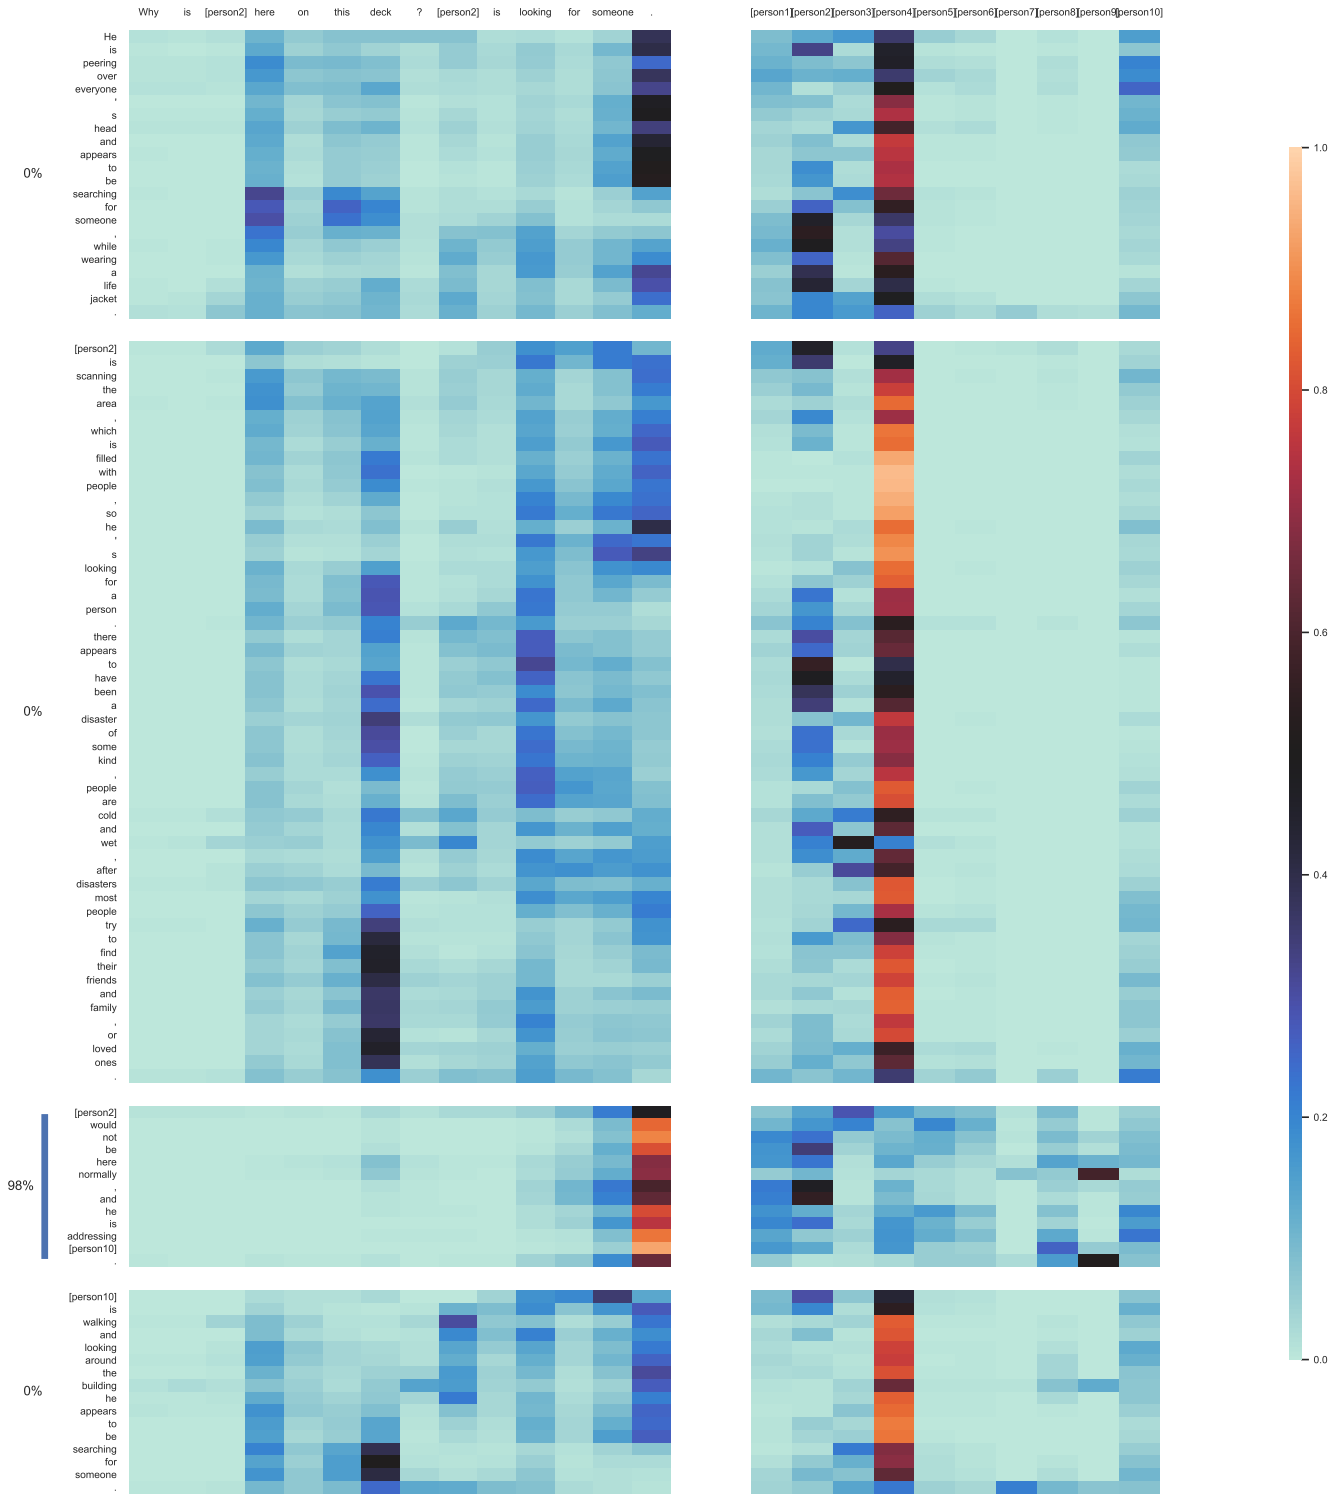 Why is [person2] here on this deck ? [person2] is looking for someone .
[person1] [person2] [person3] [person4] [person5] [person6] [person7] [person8] [person9] [person10]
He
is
peering
over
everyone
'
s
head
and
appears
to
be
searching
for
someone
,
while
wearing
a
life
jacket
.
0%
[person2]
is
scanning
the
area
,
which
is
filled
with
people
,
so
he
'
s
looking
for
a
person
.
there
appears
to
have
been
a
disaster
of
some
kind
,
people
are
cold
and
wet
,
after
disasters
most
people
try
to
find
their
friends
and
family
,
or
loved
ones
.
0%
[person2]
would
not
be
here
normally
,
and
he
is
addressing
[person10]
.
98%
[person10]
is
walking
and
looking
around
the
building
he
appears
to
be
searching
for
someone
.
0%
1.0
0.8
0.6
0.4
0.2
0.0